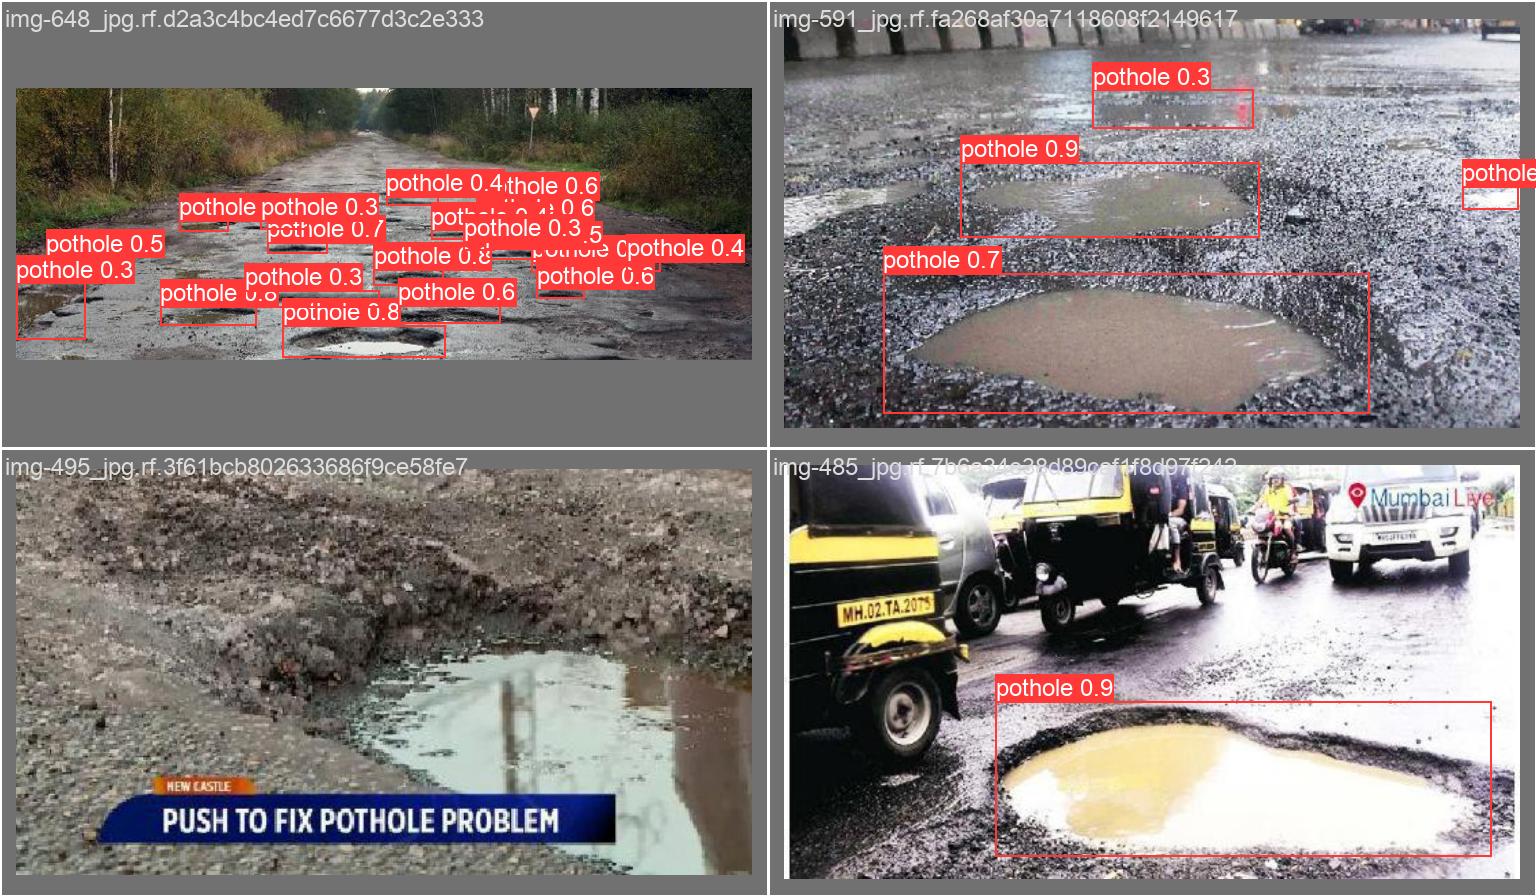 img-648_jpg.rf.d2a3c4bc4ed7c6677d3c2e333
pothole 0.4
thole 0.6
pothole
pothole 0.3
0.6
pothole 0.7
pothole 0.3
pothole 0.5
pothole 0.8
pothole 0.4
pothole 0.3
pothole 0.3
pothole 0.6
pothole 0.8
pothole 0.6
pothole 0.8
img-591_jpg.rf.fa268af30a7118608f2149617
pothole 0.3
pothole 0.9
pothole
pothole 0.7
img-495_jpg.rf.3f61bcb802633686f9ce58fe7
NEW CASTLE
PUSH TO FIX POTHOLE PROBLEM
MumbaiLive
MH.02.TA.2075
pothole 0.9